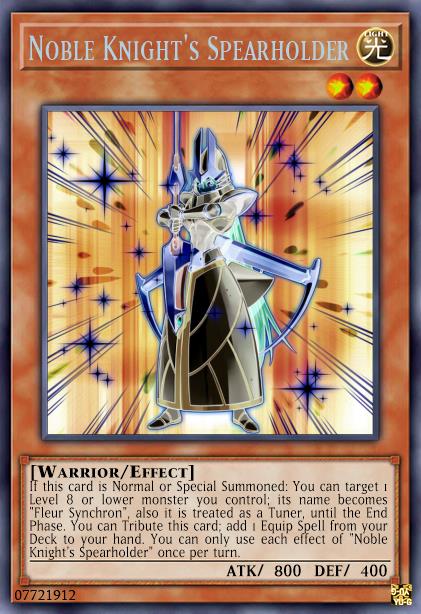 Noble Knight's Spearholder
LIGHT
光
[Warrior/Effect]
If this card is Normal or Special Summoned: You can target 1
Level 8 or lower monster you control; its name becomes
"Fleur Synchron", also it is treated as a Tuner, until the End
Phase. You can Tribute this card; add 1 Equip Spell from your
Deck to your hand. You can only use each effect of "Noble
Knight's Spearholder" once per turn.
ATK/ 800 DEF/ 400
07721912